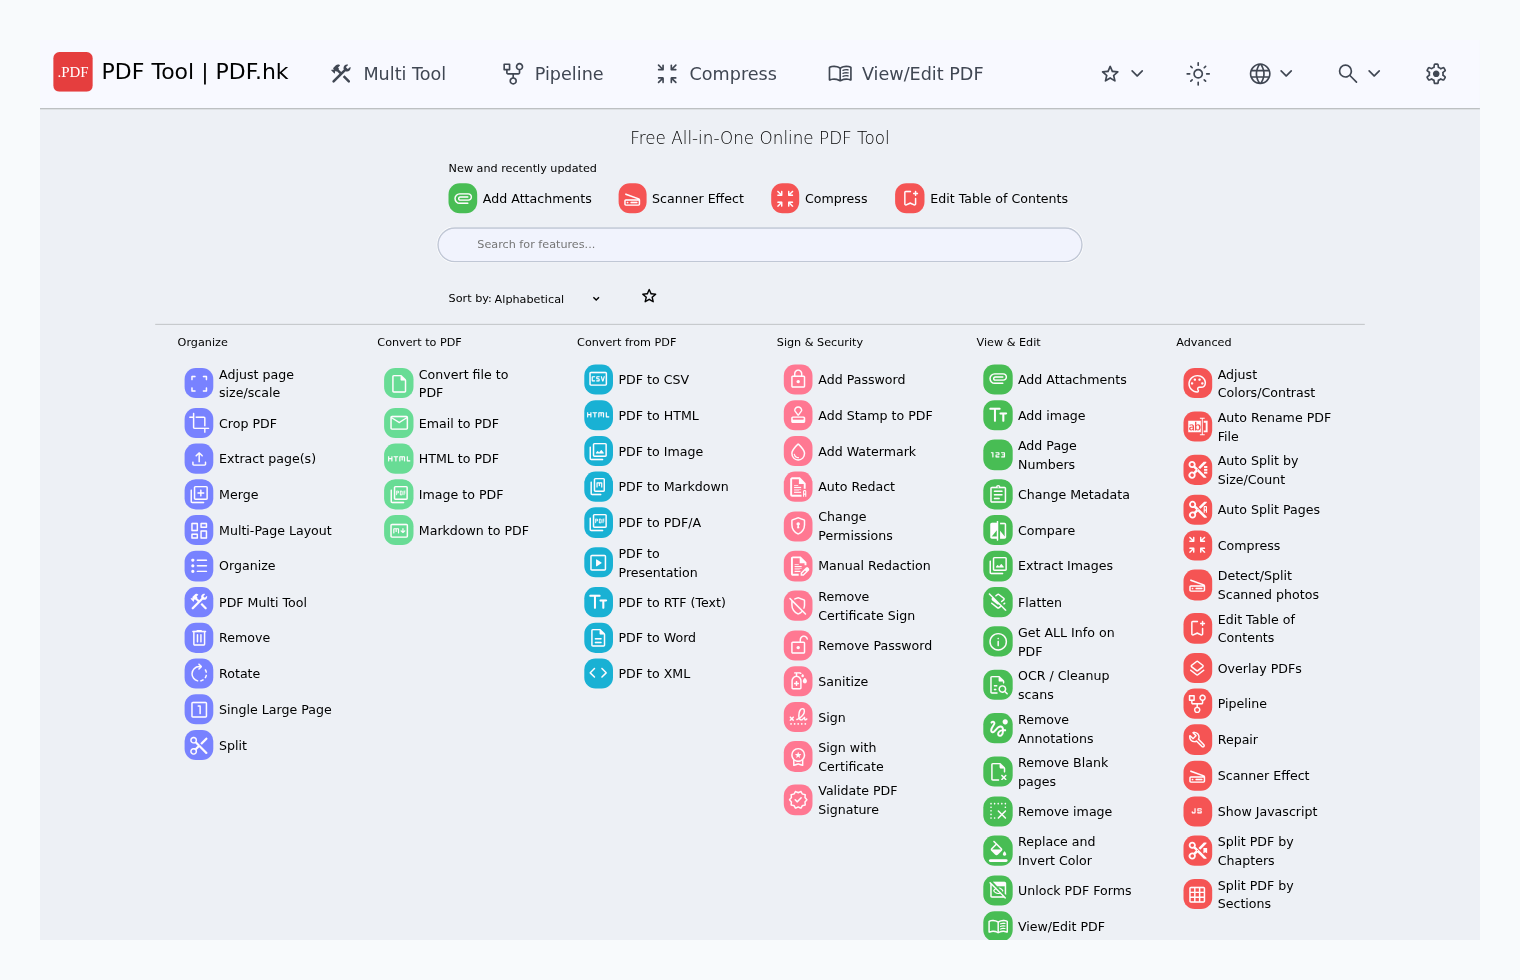 .PDF PDF Tool | PDF.hk Multi Tool Pipeline Compress View/Edit PDF
Free All-in-One Online PDF Tool
New and recently updated
Add Attachments Scanner Effect Compress Edit Table of Contents
Search for features...
Sort by: Alphabetical
Organize
Adjust page
size/scale
Crop PDF
Extract page(s)
Merge
Multi-Page Layout
Organize
PDF Multi Tool
Remove
Rotate
1 Single Large Page
Split
Convert to PDF
Convert file to
PDF
Email to PDF
HTML HTML to PDF
PDF Image to PDF
M Markdown to PDF
Convert from PDF
CSV PDF to CSV
HTML PDF to HTML
PDF to Image
M PDF to Markdown
PDF PDF to PDF/A
PDF to
Presentation
Tт PDF to RTF (Text)
PDF to Word
PDF to XML
Sign & Security
Add Password
Add Stamp to PDF
Add Watermark
Auto Redact
Change
Permissions
Manual Redaction
Remove
Certificate Sign
Remove Password
Sanitize
Sign
Sign with
Certificate
Validate PDF
Signature
View & Edit
Add Attachments
Tт Add image
123 Add Page
Numbers
Change Metadata
Compare
Extract Images
Flatten
Get ALL Info on
PDF
OCR / Cleanup
scans
Remove
Annotations
Remove Blank
pages
Remove image
Replace and
Invert Color
Unlock PDF Forms
View/Edit PDF
Advanced
Adjust
Colors/Contrast
ab Auto Rename PDF
File
Auto Split by
Size/Count
Auto Split Pages
Compress
Detect/Split
Scanned photos
Edit Table of
Contents
Overlay PDFs
Pipeline
Repair
Scanner Effect
JS Show Javascript
Split PDF by
Chapters
Split PDF by
Sections